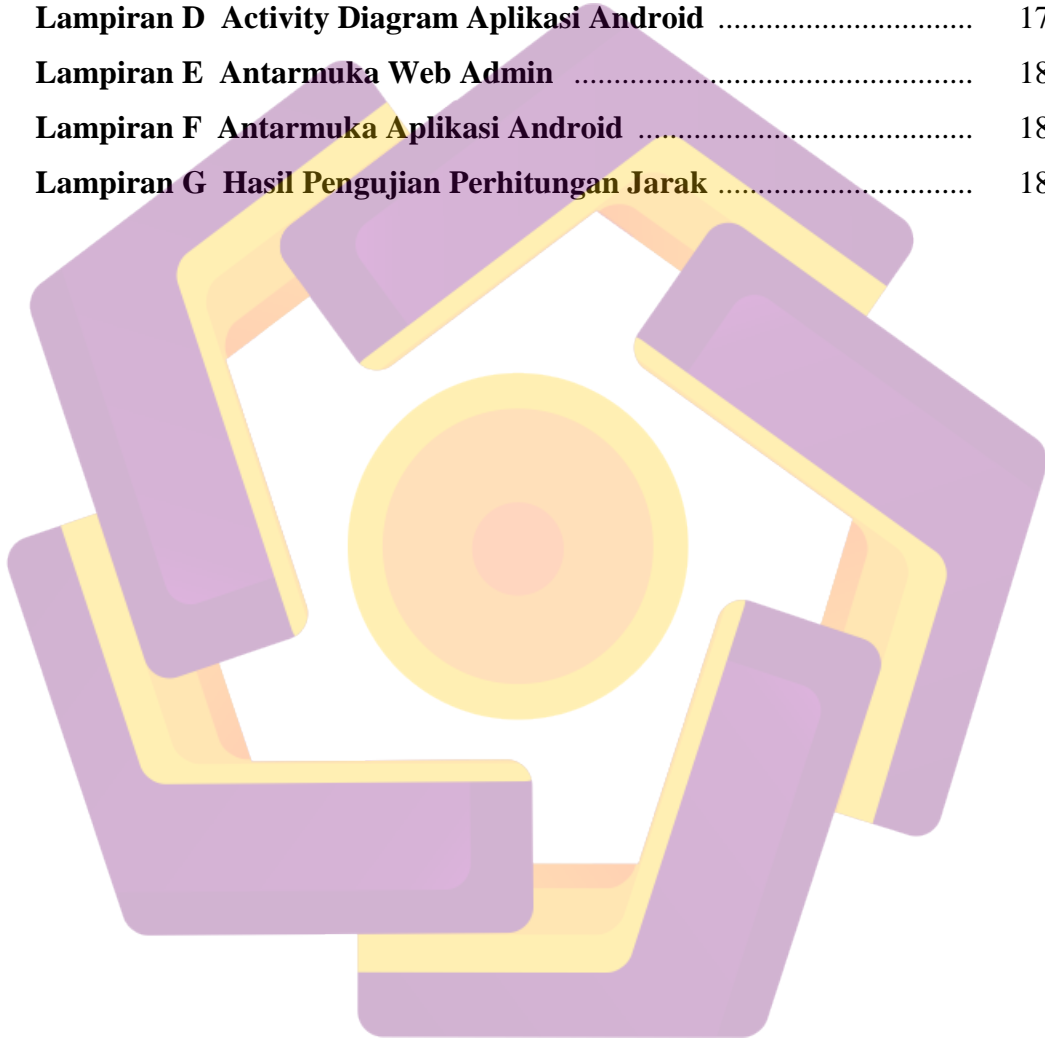 Lampiran D Activity Diagram Aplikasi Android ................................ 17
Lampiran E Antarmuka Web Admin .................................................. 18
Lampiran F Antarmuka Aplikasi Android .......................................... 18
Lampiran G Hasil Pengujian Perhitungan Jarak ................................ 18